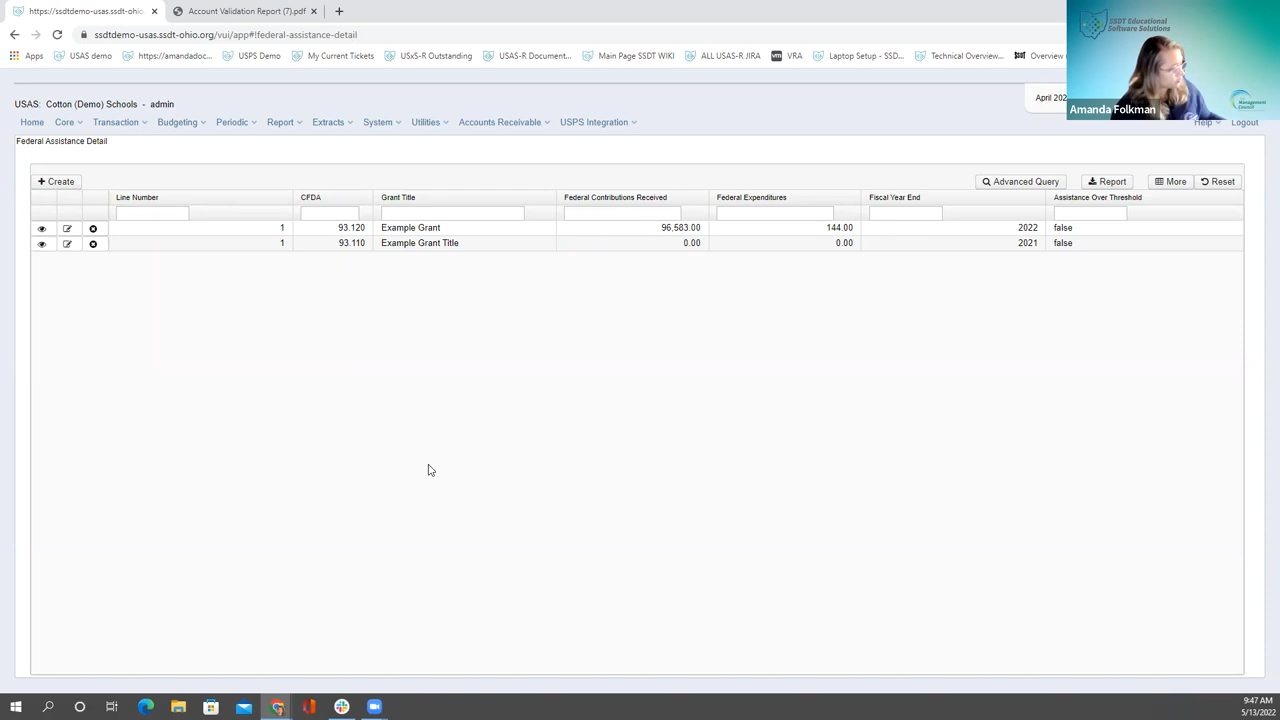 https://ssdtdemo-usas.ssdt-ohio.c
Account Validation Report (7).pdf
ssdtdemo-usas.ssdt-ohio.org/vui/app#!federal-assistance-detail
Apps USAS demo https://amandadoc... USPS Demo My Current Tickets USxS-R Outstanding USAS-R Document... Main Page SSDT WIKI ALL USAS-R JIRA vm VRA Laptop Setup - SSD... Technical Overview... Overview
SSDT Educational
Software Solutions
Management
Council
Amanda Folkman
USAS: Cotton (Demo) Schools - admin
April 202
Home Core Transaction Budgeting Periodic Report Extracts System Utilities Accounts Receivable USPS Integration Help Logout
Federal Assistance Detail
Create Advanced Query Report More Reset
Line Number CFDA Grant Title Federal Contributions Received Federal Expenditures Fiscal Year End Assistance Over Threshold
1 93.120 Example Grant 96,583.00 144.00 2022 false
1 93.110 Example Grant Title 0.00 0.00 2021 false
9:47 AM
5/13/2022